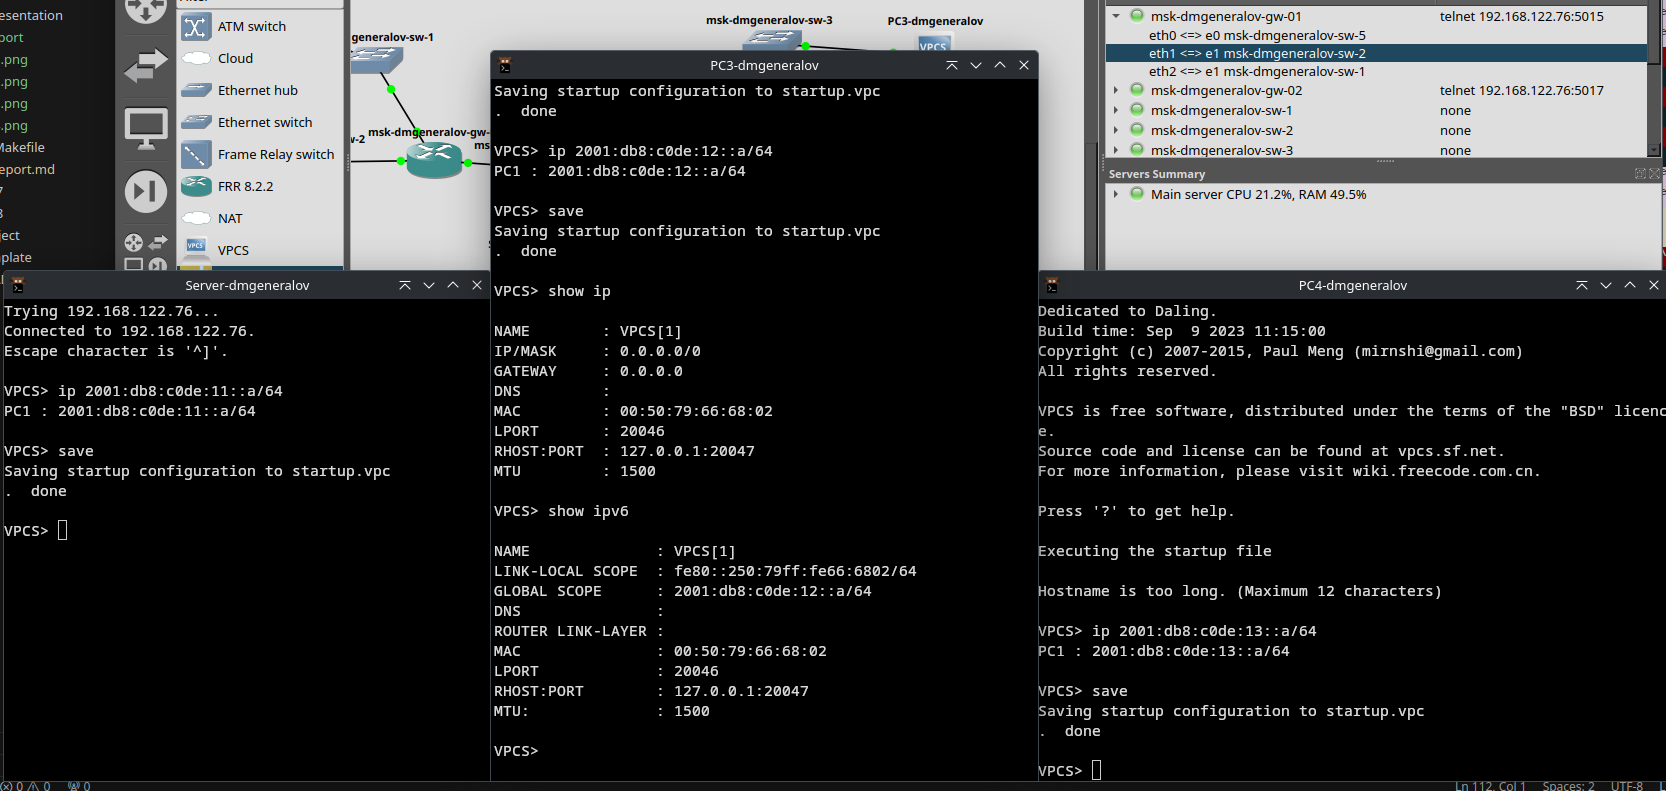 esentation
port
.png
.png
.png
.png
Makefile
eport.md
ject
nplate
ATM switch
Cloud
Ethernet hub
Ethernet switch
Frame Relay switch
FRR 8.2.2
NAT
VPCS
generalov-sw-1
msk-dmgeneralov-sw-3
PC3-dmgeneralov
VPCS
w-2
msk-dmgeneralov-gw-
ms
msk-dmgeneralov-gw-01 telnet 192.168.122.76:5015
eth0 <=> e0 msk-dmgeneralov-sw-5
eth1 <=> e1 msk-dmgeneralov-sw-2
eth2 <=> e1 msk-dmgeneralov-sw-1
msk-dmgeneralov-gw-02 telnet 192.168.122.76:5017
msk-dmgeneralov-sw-1 none
msk-dmgeneralov-sw-2 none
msk-dmgeneralov-sw-3 none
Servers Summary
Main server CPU 21.2%, RAM 49.5%
Server-dmgeneralov
Trying 192.168.122.76...
Connected to 192.168.122.76.
Escape character is '^]'.
VPCS> ip 2001:db8:c0de:11::a/64
PC1 : 2001:db8:c0de:11::a/64
VPCS> save
Saving startup configuration to startup.vpc
.  done
VPCS>
PC3-dmgeneralov
Saving startup configuration to startup.vpc
.  done
VPCS> ip 2001:db8:c0de:12::a/64
PC1 : 2001:db8:c0de:12::a/64
VPCS> save
Saving startup configuration to startup.vpc
.  done
VPCS> show ip
NAME        : VPCS[1]
IP/MASK     : 0.0.0.0/0
GATEWAY     : 0.0.0.0
DNS         :
MAC         : 00:50:79:66:68:02
LPORT       : 20046
RHOST:PORT  : 127.0.0.1:20047
MTU         : 1500
VPCS> show ipv6
NAME              : VPCS[1]
LINK-LOCAL SCOPE  : fe80::250:79ff:fe66:6802/64
GLOBAL SCOPE      : 2001:db8:c0de:12::a/64
DNS               :
ROUTER LINK-LAYER :
MAC               : 00:50:79:66:68:02
LPORT             : 20046
RHOST:PORT        : 127.0.0.1:20047
MTU:              : 1500
VPCS>
PC4-dmgeneralov
Dedicated to Daling.
Build time: Sep  9 2023 11:15:00
Copyright (c) 2007-2015, Paul Meng (mirnshi@gmail.com)
All rights reserved.
VPCS is free software, distributed under the terms of the "BSD" licenc
e.
Source code and license can be found at vpcs.sf.net.
For more information, please visit wiki.freecode.com.cn.
Press '?' to get help.
Executing the startup file
Hostname is too long. (Maximum 12 characters)
VPCS> ip 2001:db8:c0de:13::a/64
PC1 : 2001:db8:c0de:13::a/64
VPCS> save
Saving startup configuration to startup.vpc
.  done
VPCS>
0 0 0
Ln 112, Col 1 Spaces: 2 UTF-8 L